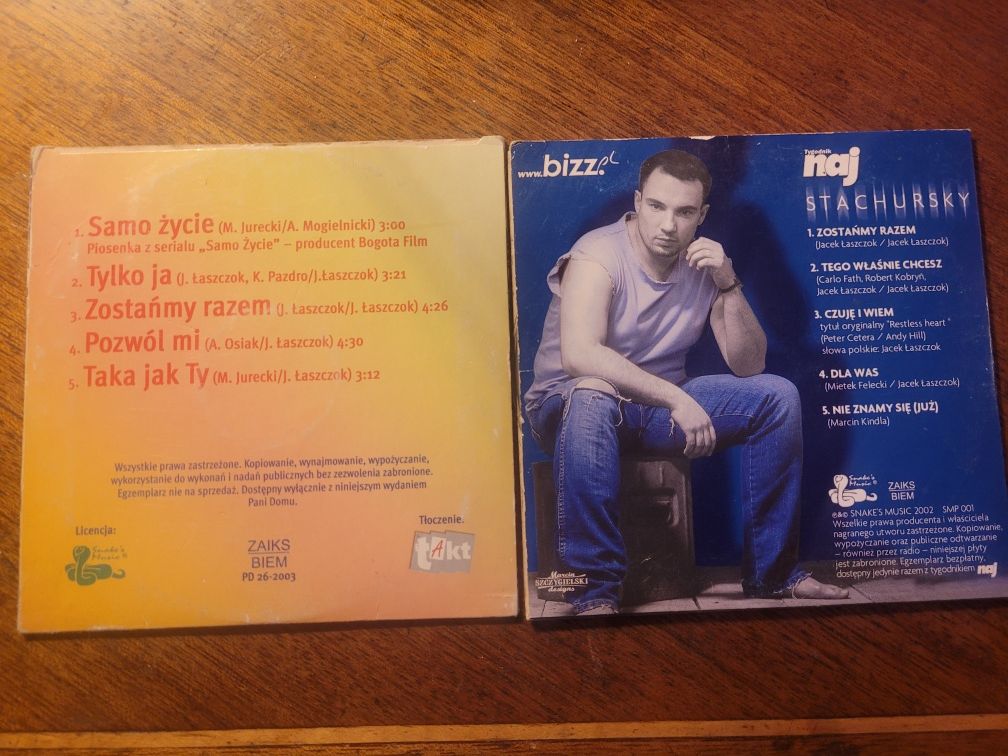 1. Samo życie (M. Jurecki/A. Mogielnicki) 3:00
Piosenka z serialu „Samo Życie” – producent Bogota Film
2. Tylko ja (J. Łaszczok, K. Pazdro/J.Łaszczok) 3:21
3. Zostańmy razem (J. Łaszczok/J. Łaszczok) 4:26
4. Pozwól mi (A. Osiak/J. Łaszczok) 4:30
5. Taka jak Ty (M. Jurecki/J. Łaszczok) 3:12
Wszystkie prawa zastrzeżone. Kopiowanie, wynajmowanie, wypożyczanie,
wykorzystanie do wykonań i nadań publicznych bez zezwolenia zabronione.
Egzemplarz nie na sprzedaż. Dostępny wyłącznie z niniejszym wydaniem
Pani Domu.
Licencja:
Snake's
Music®
ZAIKS
BIEM
PD 26-2003
Tłoczenie.
tAkt
www.bizz.pl
Tygodnik
naj
STACHURSKY
1. ZOSTAŃMY RAZEM
(Jacek Łaszczok / Jacek Łaszczok)
2. TEGO WŁAŚNIE CHCESZ
(Carlo Fath, Robert Kobryń,
Jacek Łaszczok / Jacek Łaszczok)
3. CZUJĘ I WIEM
tytuł oryginalny "Restless heart"
(Peter Cetera / Andy Hill)
słowa polskie: Jacek Łaszczok
4. DLA WAS
(Mietek Felecki / Jacek Łaszczok)
5. NIE ZNAMY SIĘ (JUŻ)
(Marcin Kindla)
Snake's
Music®
ZAIKS
BIEM
℗&© SNAKE'S MUSIC 2002 SMP 001
Wszelkie prawa producenta i właściciela
nagranego utworu zastrzeżone. Kopiowanie,
wypożyczanie oraz publiczne odtwarzanie
– również przez radio – niniejszej płyty
jest zabronione. Egzemplarz bezpłatny,
dostępny jedynie razem z tygodnikiem naj
Marcin
SZCZYGIELSKI
designs